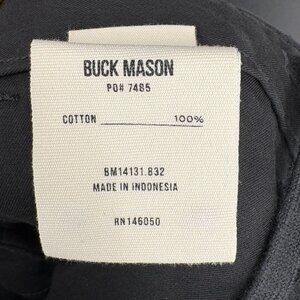 BUCK MASON
PO# 7485
COTTON 100%
BM14131.832
MADE IN INDONESIA
RN146050